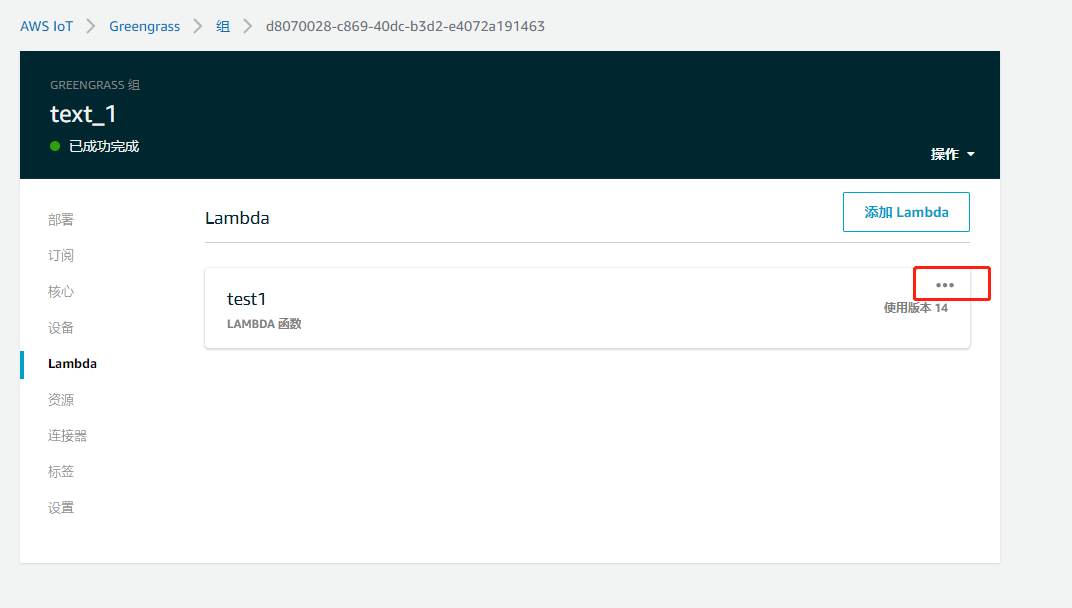 AWS IoT > Greengrass > 组 > d8070028-c869-40dc-b3d2-e4072a191463
GREENGRASS 组
text_1
已成功完成
操作
部署
订阅
核心
设备
Lambda
资源
连接器
标签
设置
Lambda
添加 Lambda
test1
LAMBDA 函数
•••
使用版本 14